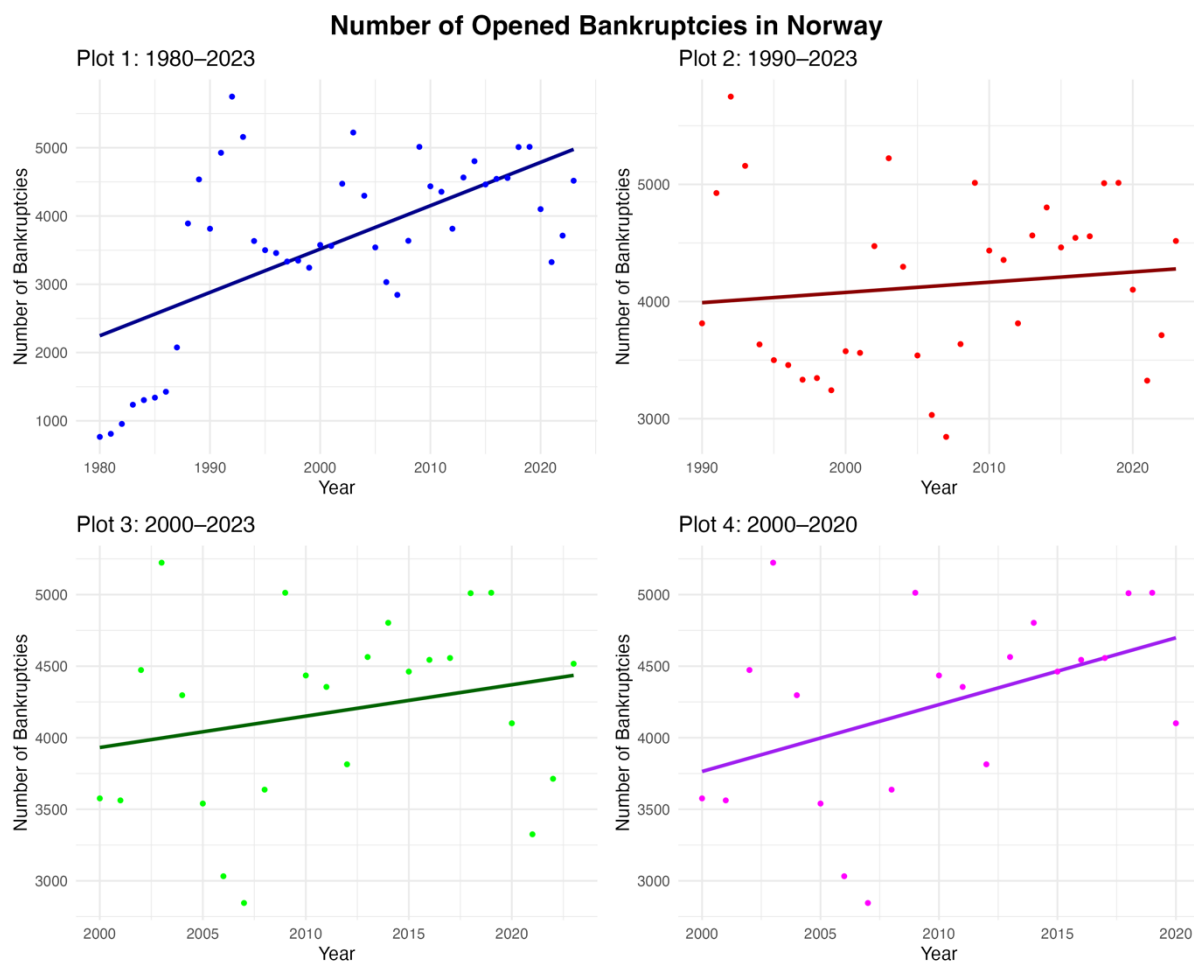 Number of Opened Bankruptcies in Norway
Plot 1: 1980–2023
Number of Bankruptcies
5000
4000
3000
2000
1000
1980 1990 2000 2010 2020
Year
Plot 2: 1990–2023
Number of Bankruptcies
5000
4000
3000
1990 2000 2010 2020
Year
Plot 3: 2000–2023
Number of Bankruptcies
5000
4500
4000
3500
3000
2000 2005 2010 2015 2020
Year
Plot 4: 2000–2020
Number of Bankruptcies
5000
4500
4000
3500
3000
2000 2005 2010 2015 2020
Year